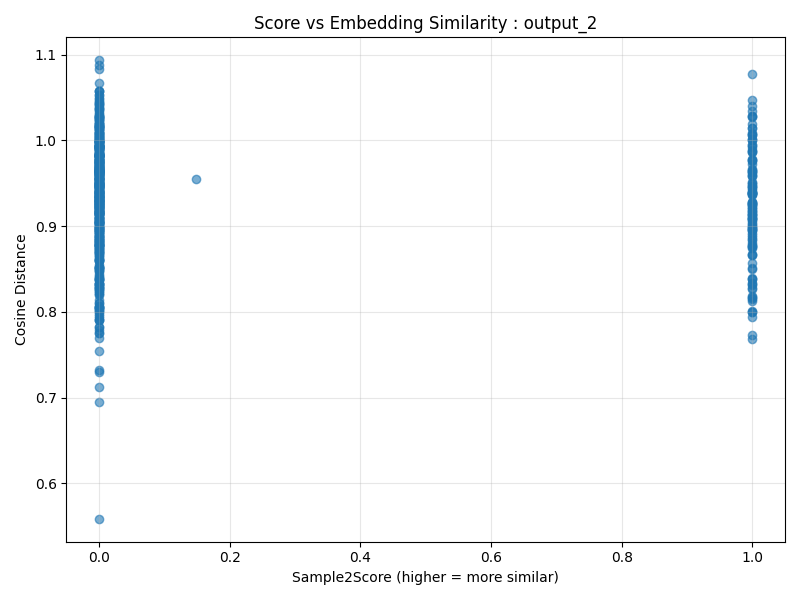 Score vs Embedding Similarity : output_2
Cosine Distance
1.1
1.0
0.9
0.8
0.7
0.6
0.0 0.2 0.4 0.6 0.8 1.0
Sample2Score (higher = more similar)